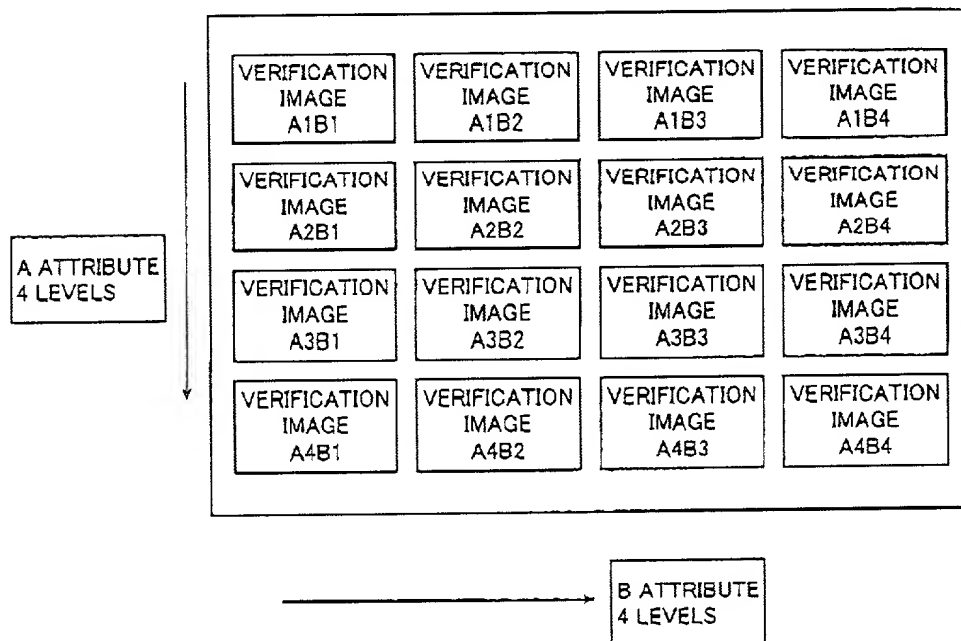 VERIFICATION
IMAGE
A1B1
VERIFICATION
IMAGE
A1B2
VERIFICATION
IMAGE
A1B3
VERIFICATION
IMAGE
A1B4
VERIFICATION
IMAGE
A2B1
VERIFICATION
IMAGE
A2B2
VERIFICATION
IMAGE
A2B3
VERIFICATION
IMAGE
A2B4
A ATTRIBUTE
4 LEVELS
VERIFICATION
IMAGE
A3B1
VERIFICATION
IMAGE
A3B2
VERIFICATION
IMAGE
A3B3
VERIFICATION
IMAGE
A3B4
VERIFICATION
IMAGE
A4B1
VERIFICATION
IMAGE
A4B2
VERIFICATION
IMAGE
A4B3
VERIFICATION
IMAGE
A4B4
B ATTRIBUTE
4 LEVELS